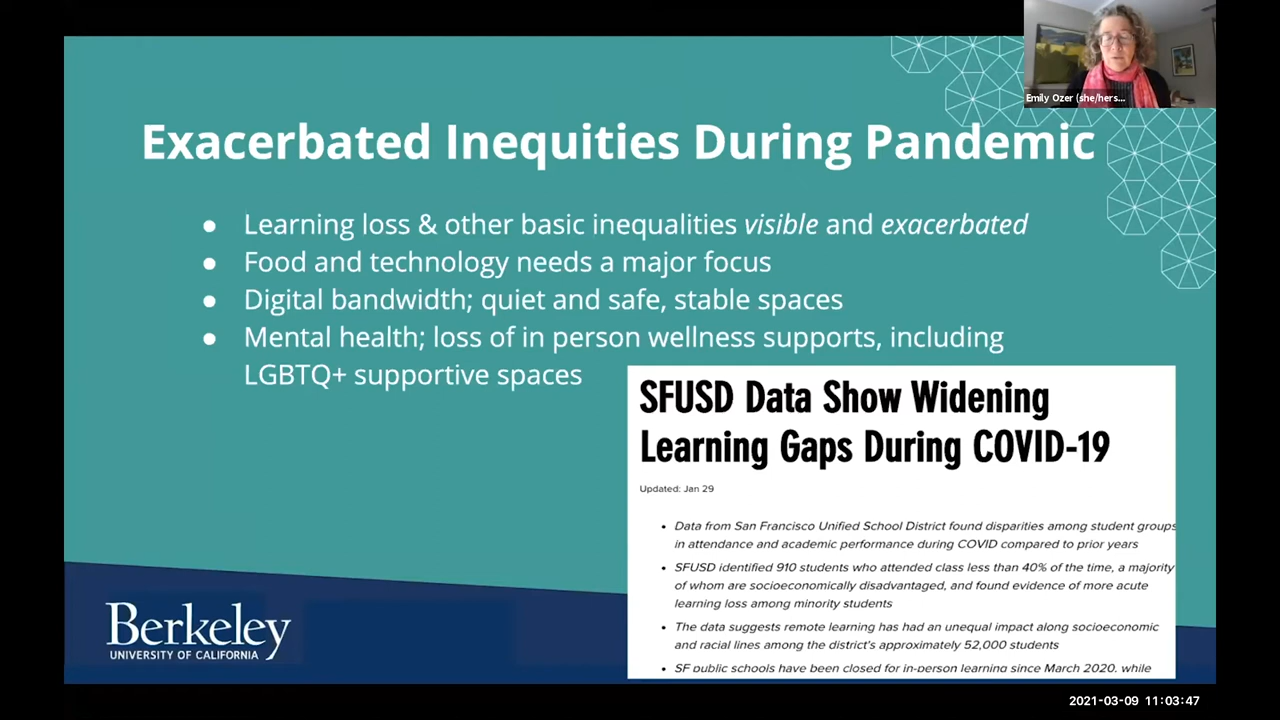 Emily Ozer (she/hers...
Exacerbated Inequities During Pandemic
● Learning loss & other basic inequalities visible and exacerbated
● Food and technology needs a major focus
● Digital bandwidth; quiet and safe, stable spaces
● Mental health; loss of in person wellness supports, including
LGBTQ+ supportive spaces
SFUSD Data Show Widening
Learning Gaps During COVID-19
Updated: Jan 29
• Data from San Francisco Unified School District found disparities among student groups
in attendance and academic performance during COVID compared to prior years
• SFUSD identified 910 students who attended class less than 40% of the time, a majority
of whom are socioeconomically disadvantaged, and found evidence of more acute
learning loss among minority students
• The data suggests remote learning has had an unequal impact along socioeconomic
and racial lines among the district's approximately 52,000 students
• SF public schools have been closed for in-person learning since March 2020, while
Berkeley
UNIVERSITY OF CALIFORNIA
2021-03-09 11:03:47